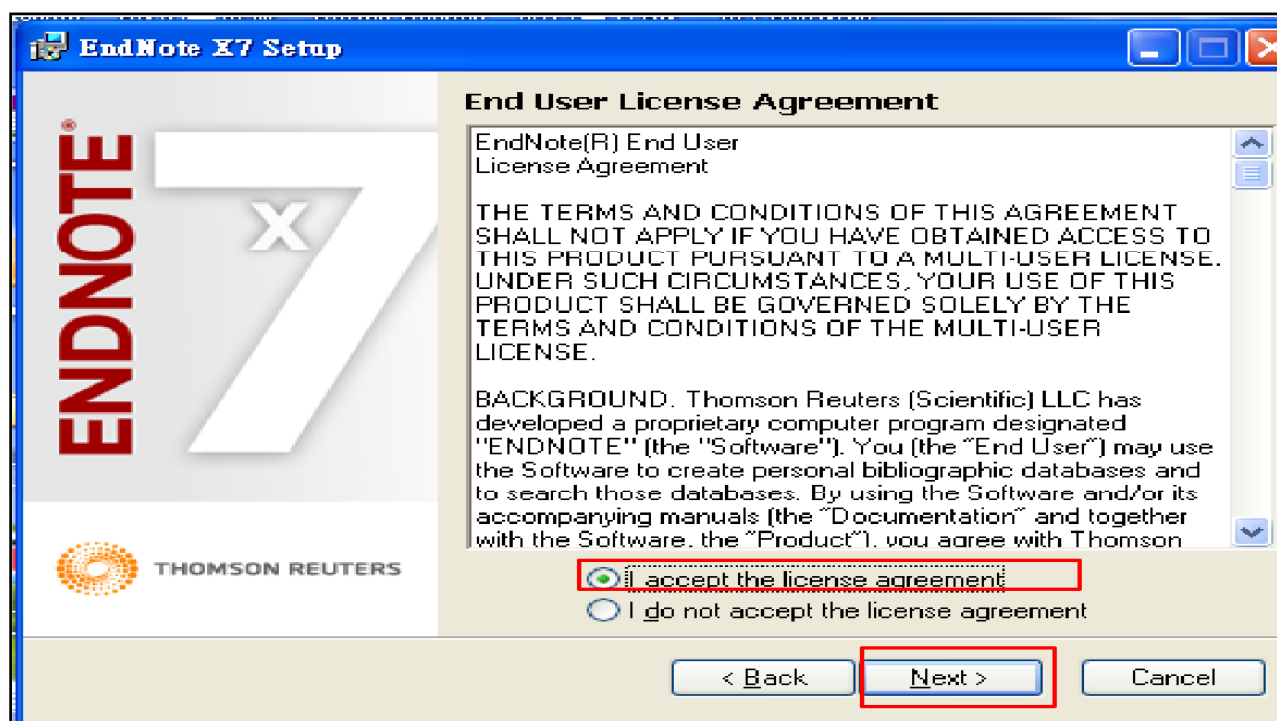 EndNote X7 Setup
ENDNOTE®
X7
THOMSON REUTERS
End User License Agreement
EndNote(R) End User
License Agreement
THE TERMS AND CONDITIONS OF THIS AGREEMENT
SHALL NOT APPLY IF YOU HAVE OBTAINED ACCESS TO
THIS PRODUCT PURSUANT TO A MULTI-USER LICENSE.
UNDER SUCH CIRCUMSTANCES, YOUR USE OF THIS
PRODUCT SHALL BE GOVERNED SOLELY BY THE
TERMS AND CONDITIONS OF THE MULTI-USER
LICENSE.
BACKGROUND. Thomson Reuters (Scientific) LLC has
developed a proprietary computer program designated
"ENDNOTE" (the "Software"). You (the "End User") may use
the Software to create personal bibliographic databases and
to search those databases. By using the Software and/or its
accompanying manuals (the "Documentation" and together
with the Software, the "Product"), you agree with Thomson
I accept the license agreement
I do not accept the license agreement
< Back
Next >
Cancel